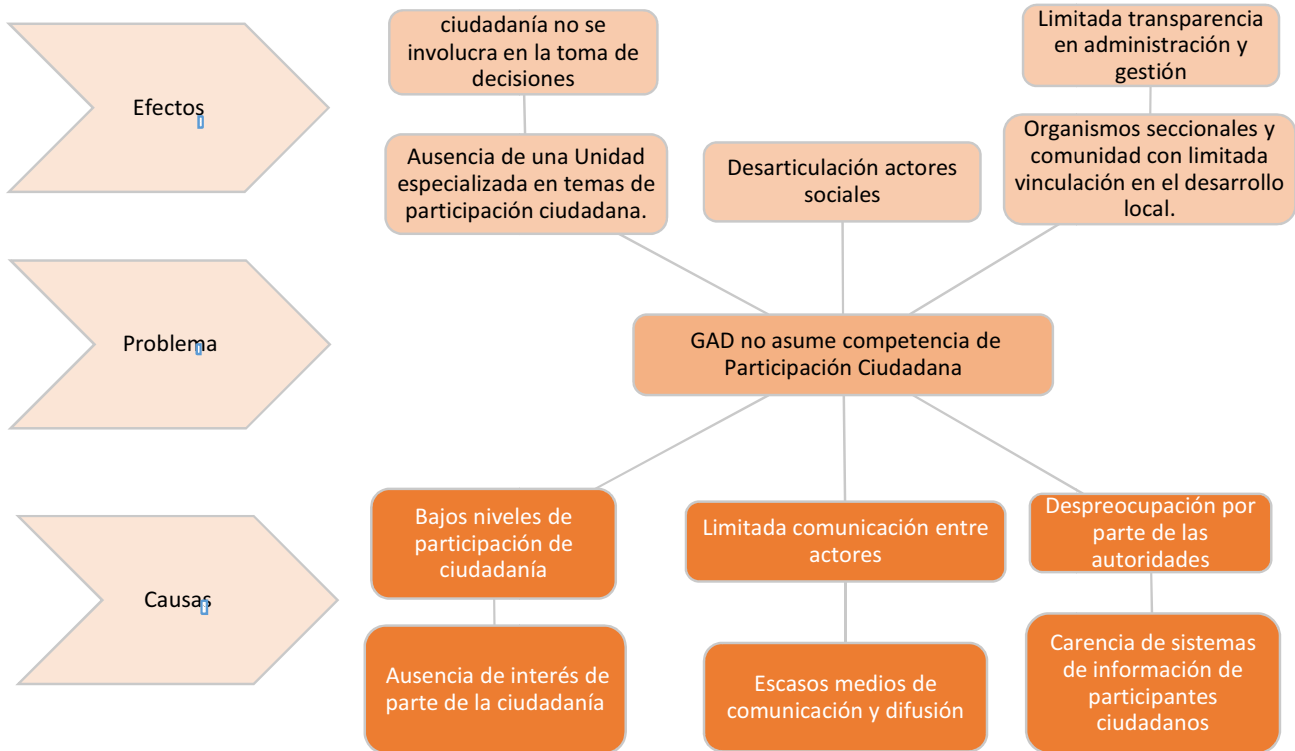 ciudadanía no se
involucra en la toma de
decisiones
Limitada transparencia
en administración y
gestión
Efectos
Ausencia de una Unidad
especializada en temas de
participación ciudadana.
Desarticulación actores
sociales
Organismos seccionales y
comunidad con limitada
vinculación en el desarrollo
local.
Problema
GAD no asume competencia de
Participación Ciudadana
Causas
Bajos niveles de
participación de
ciudadanía
Limitada comunicación entre
actores
Despreocupación por
parte de las
autoridades
Ausencia de interés de
parte de la ciudadanía
Escasos medios de
comunicación y difusión
Carencia de sistemas
de información de
participantes
ciudadanos